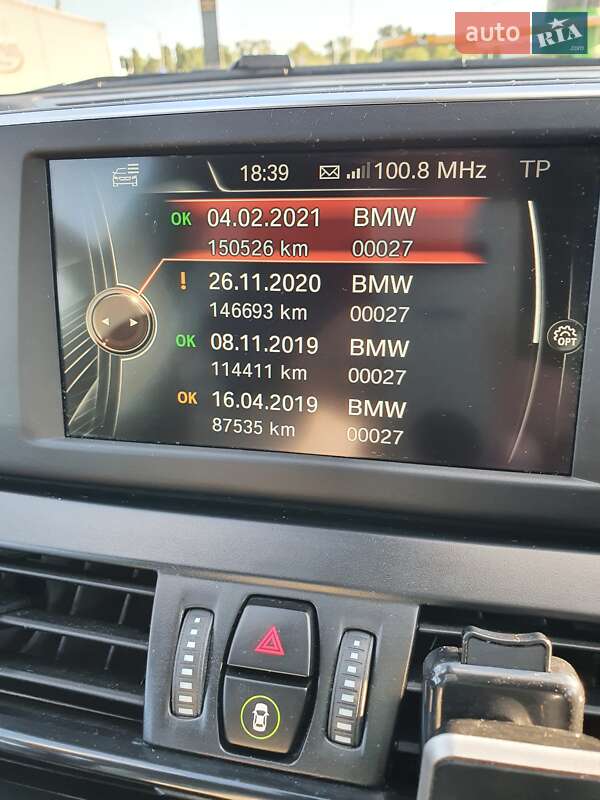 auto RIA .com
18:39 100.8 MHz TP
OK 04.02.2021 BMW
150526 km 00027
! 26.11.2020 BMW
146693 km 00027
OK 08.11.2019 BMW
114411 km 00027
OK 16.04.2019 BMW
87535 km 00027
OPT